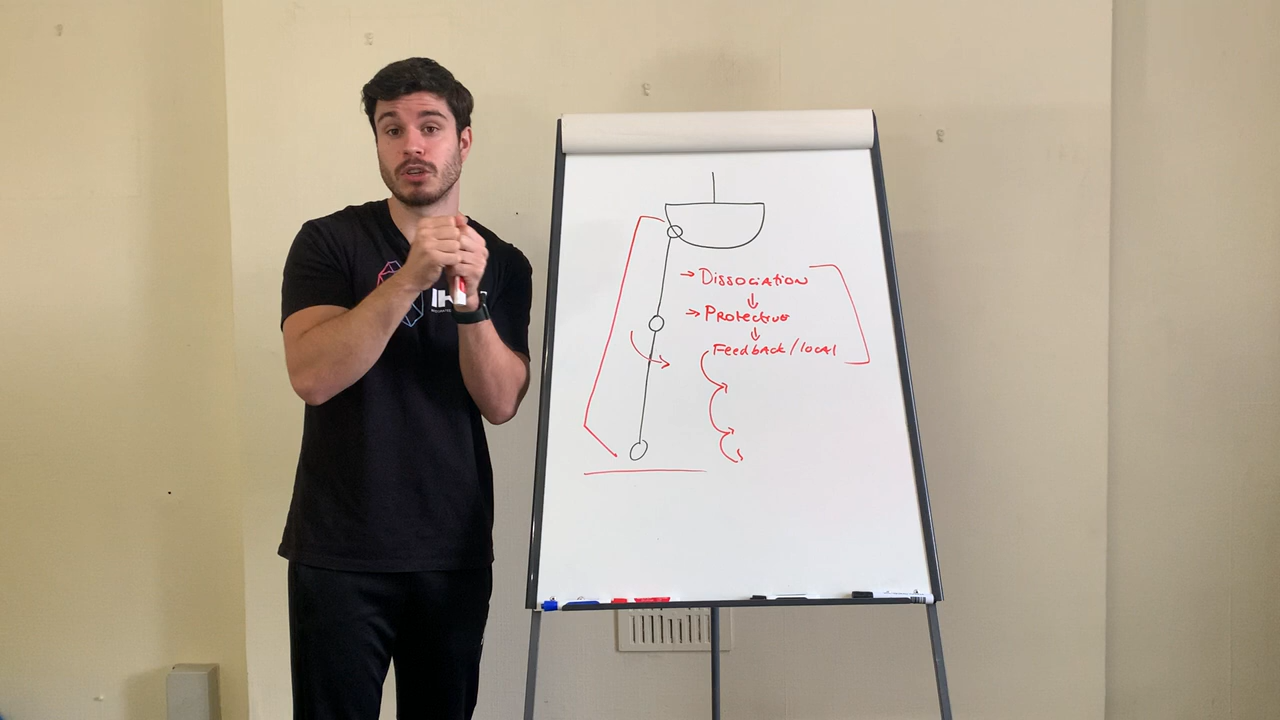 → Dissociation
↓
→ Protective
↓
Feedback/local